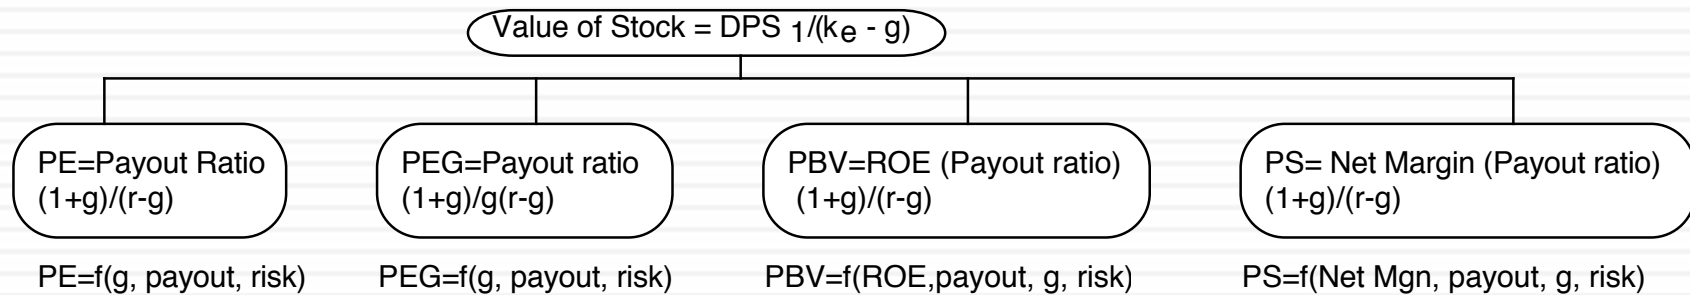 Value of Stock = DPS 1/(ke - g)
PE=Payout Ratio
(1+g)/(r-g)
PEG=Payout ratio
(1+g)/g(r-g)
PBV=ROE (Payout ratio)
(1+g)/(r-g)
PS= Net Margin (Payout ratio)
(1+g)/(r-g)
PE=f(g, payout, risk)
PEG=f(g, payout, risk)
PBV=f(ROE,payout, g, risk)
PS=f(Net Mgn, payout, g, risk)